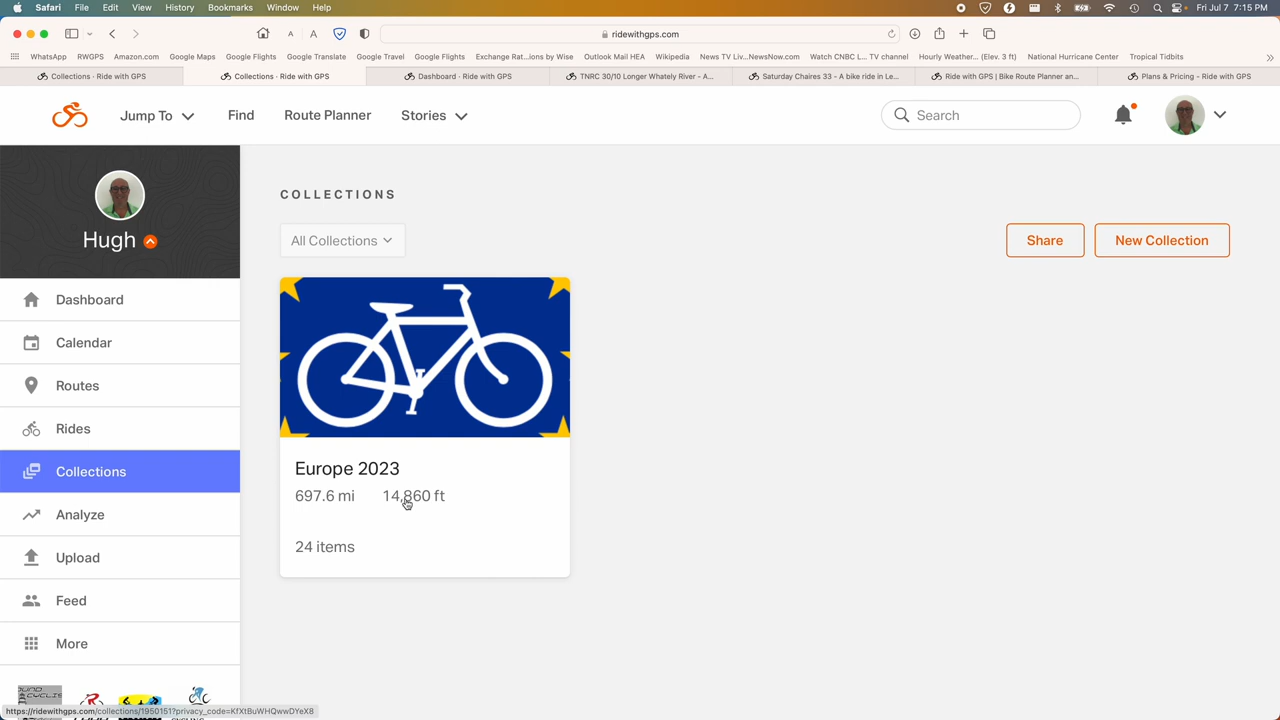 Safari File Edit View History Bookmarks Window Help Fri Jul 7 7:15 PM
A A ridewithgps.com
WhatsApp RWGPS Amazon.com Google Maps Google Flights Google Translate Google Travel Google Flights Exchange Rat...ions by Wise Outlook Mail HEA Wikipedia News TV Liv...NewsNow.com Watch CNBC L... TV channel Hourly Weather... (Elev. 3 ft) National Hurricane Center Tropical Tidbits
Collections · Ride with GPS Collections · Ride with GPS Dashboard · Ride with GPS TNRC 30/10 Longer Whately River - A... Saturday Chaires 33 - A bike ride in Le... Ride with GPS | Bike Route Planner an... Plans & Pricing - Ride with GPS
Jump To Find Route Planner Stories Search
COLLECTIONS
Hugh
All Collections Share New Collection
Dashboard
Calendar
Routes
Rides
Collections
Analyze
Upload
Feed
More
Europe 2023
697.6 mi 14,860 ft
24 items
https://ridewithgps.com/collections/1950151?privacy_code=KfXtBuWHQwwDYeX8